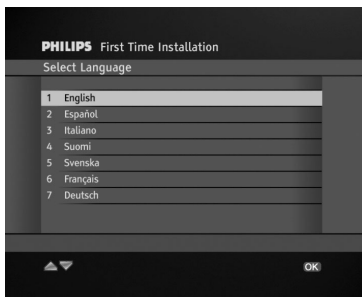 PHILIPS First Time Installation
Select Language
1 English
2 Español
3 Italiano
4 Suomi
5 Svenska
6 Français
7 Deutsch
OK